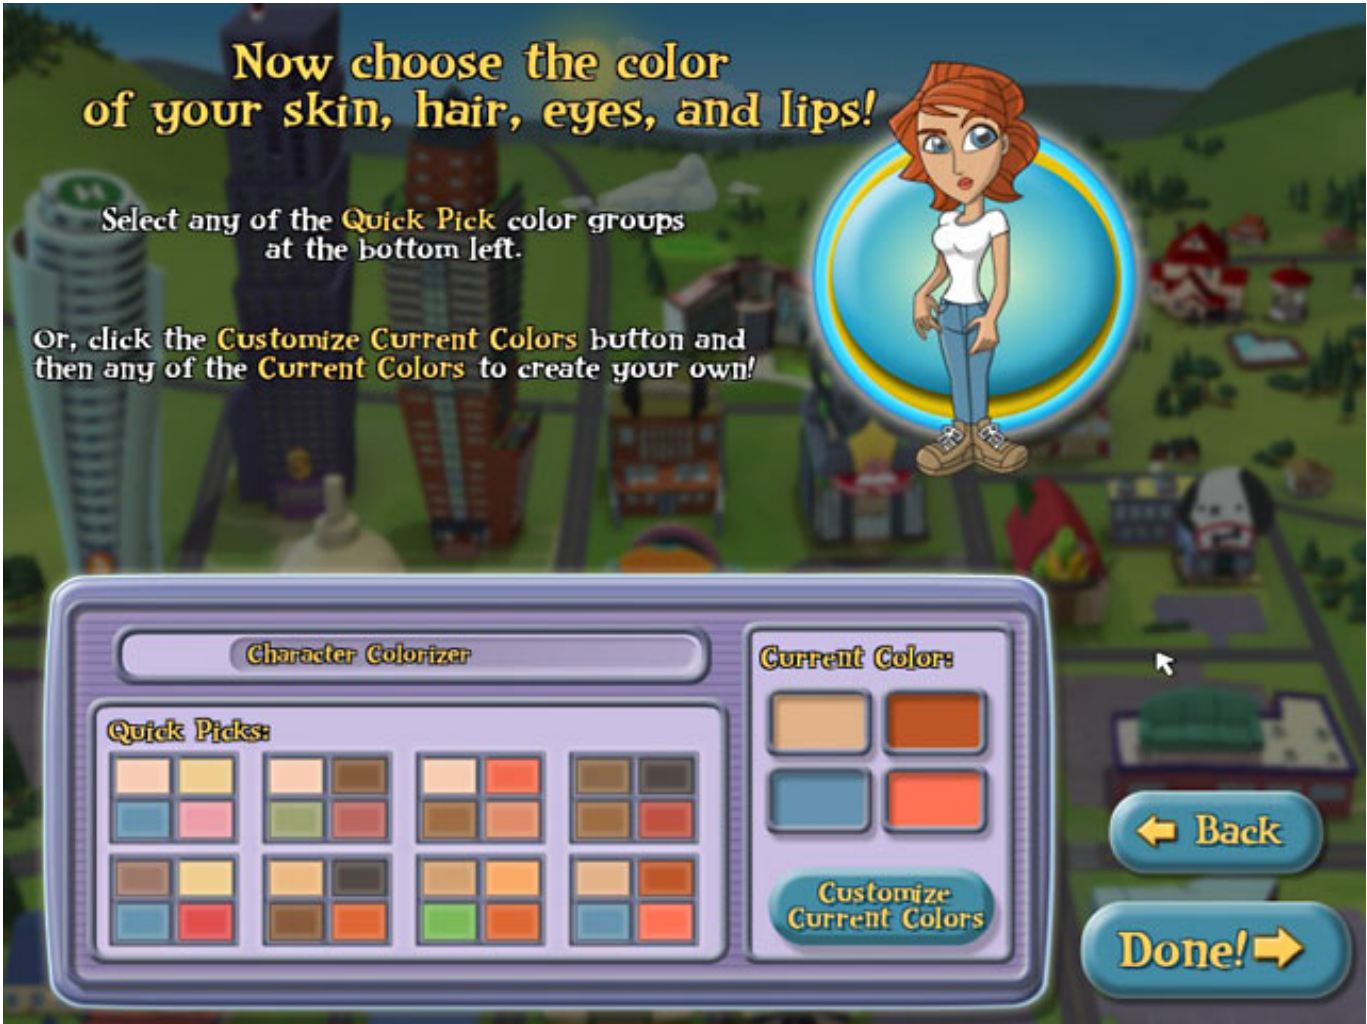 Now choose the color
of your skin, hair, eyes, and lips!
Select any of the Quick Pick color groups
at the bottom left.
Or, click the Customize Current Colors button and
then any of the Current Colors to create your own!
H
Character Colorizer
Current Color:
Quick Picks:
Customize
Current Colors
Back
Done!